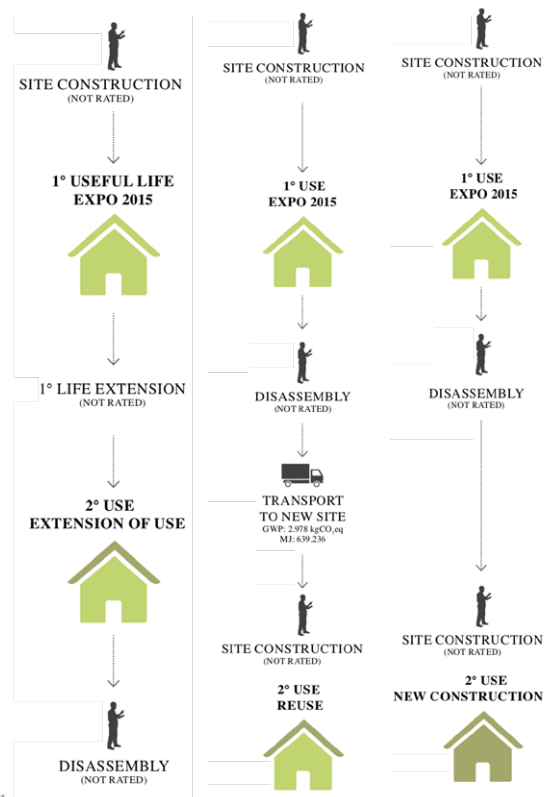 SITE CONSTRUCTION
(NOT RATED)
1° USEFUL LIFE
EXPO 2015
1° LIFE EXTENSION
(NOT RATED)
2° USE
EXTENSION OF USE
DISASSEMBLY
(NOT RATED)
SITE CONSTRUCTION
(NOT RATED)
1° USE
EXPO 2015
DISASSEMBLY
(NOT RATED)
TRANSPORT
TO NEW SITE
GWP: 2.978 kgCO₂eq
MJ: 639.236
SITE CONSTRUCTION
(NOT RATED)
2° USE
REUSE
SITE CONSTRUCTION
(NOT RATED)
1° USE
EXPO 2015
DISASSEMBLY
(NOT RATED)
SITE CONSTRUCTION
(NOT RATED)
2° USE
NEW CONSTRUCTION